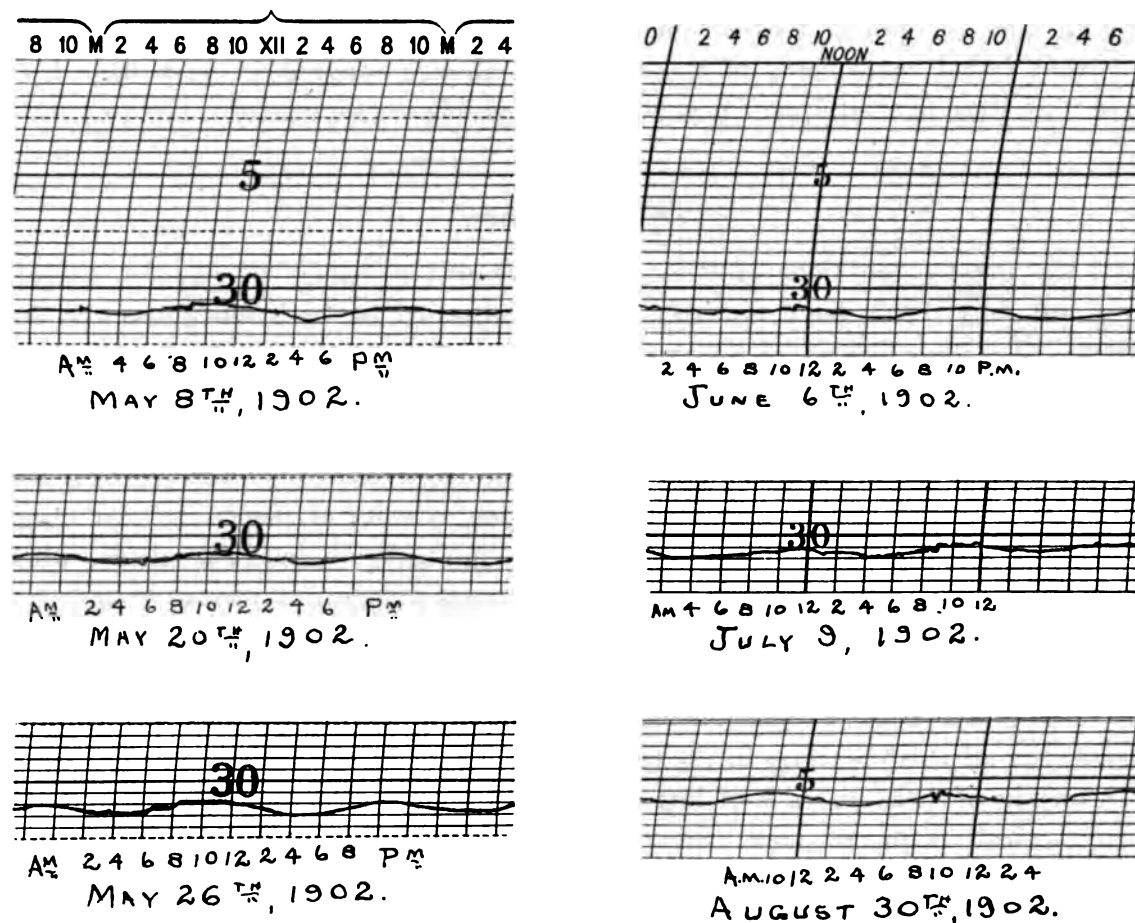 8 10 M 2 4 6 8 10 XII 2 4 6 8 10 M 2 4
5
30
AM 4 6 8 10 12 2 4 6 PM
MAY 8TH, 1902.
0 2 4 6 8 10 2 4 6 8 10 2 4 6
NOON
5
30
2 4 6 8 10 12 2 4 6 8 10 P.M.
JUNE 6TH, 1902.
30
AM 2 4 6 8 10 12 2 4 6 PM
MAY 20TH, 1902.
30
AM 4 6 8 10 12 2 4 6 8 10 12
JULY 9, 1902.
30
AM 2 4 6 8 10 12 2 4 6 8 PM
MAY 26TH, 1902.
5
A.M. 10 12 2 4 6 8 10 12 2 4
AUGUST 30TH, 1902.